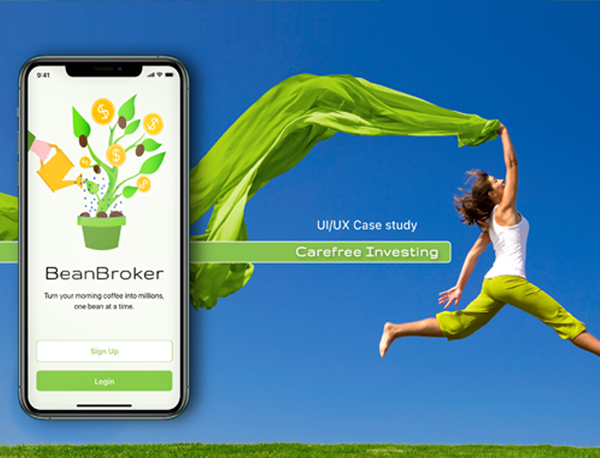 9:41
$
$
$
$
BeanBroker
Turn your morning coffee into millions,
one bean at a time.
Sign Up
Login
UI/UX Case study
Carefree Investing